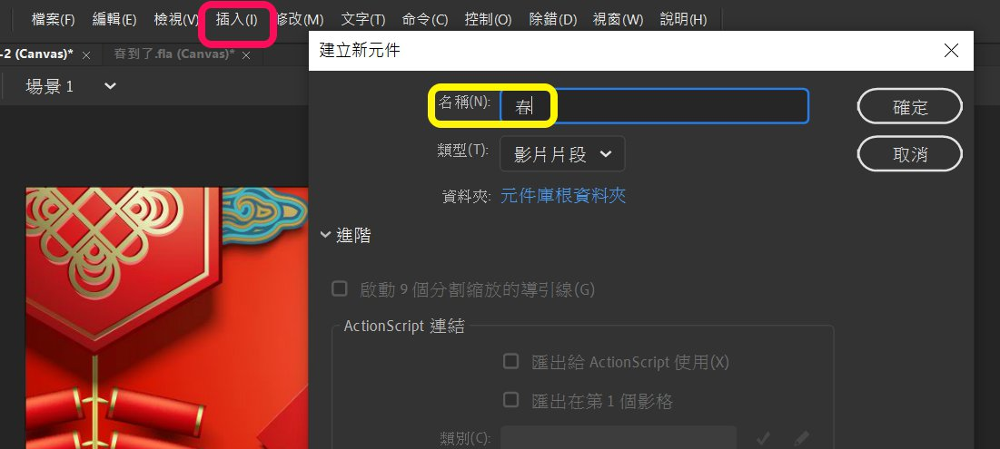 檔案(F) 編輯(E) 檢視(V) 插入(I) 修改(M) 文字(T) 命令(C) 控制(O) 除錯(D) 視窗(W) 說明(H)
-2 (Canvas)* × 春到了.fla (Canvas)* ×
場景 1
建立新元件
名稱(N): 春
確定
類型(T): 影片片段
取消
資料夾: 元件庫根資料夾
進階
啟動 9 個分割縮放的導引線(G)
ActionScript 連結
匯出給 ActionScript 使用(X)
匯出在第 1 個影格
類別(C):